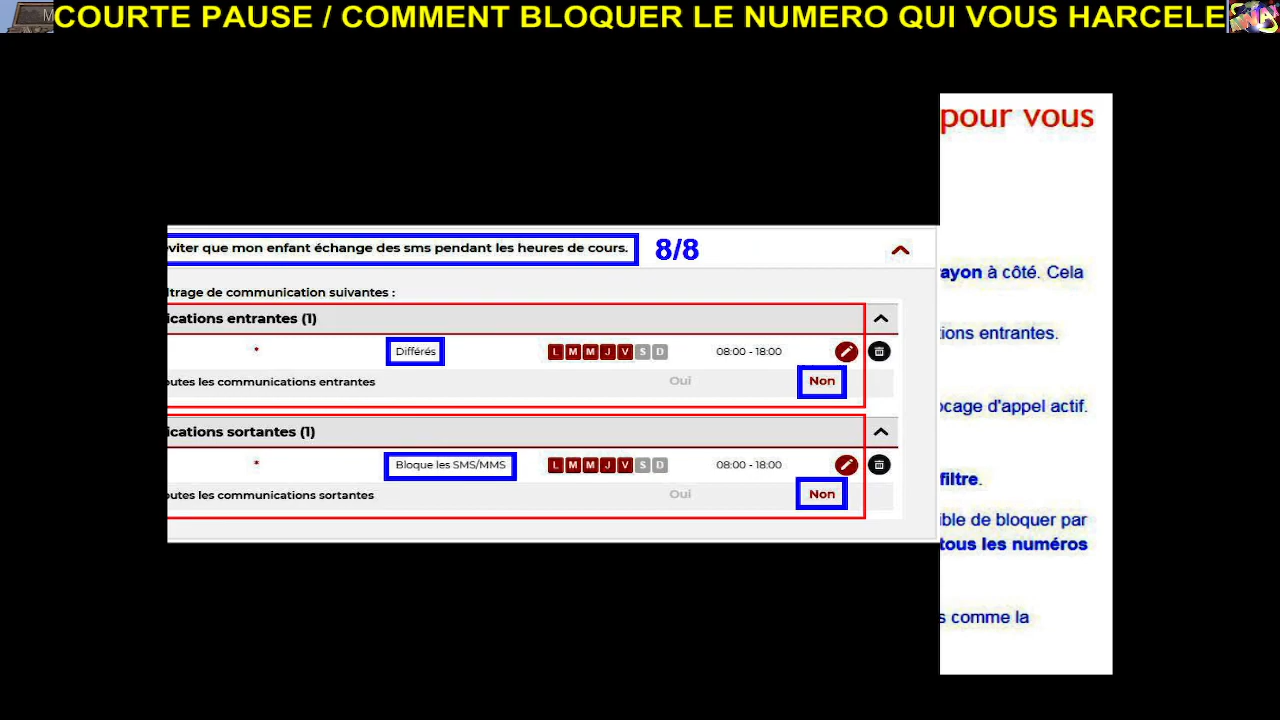 COURTE PAUSE / COMMENT BLOQUER LE NUMERO QUI VOUS HARCELE
pour vous
viter que mon enfant échange des sms pendant les heures de cours. 8/8
ltrage de communication suivantes :
ications entrantes (1)
* Différés L M M J V S D 08:00 - 18:00
outes les communications entrantes Oui Non
ications sortantes (1)
* Bloque les SMS/MMS L M M J V S D 08:00 - 18:00
outes les communications sortantes Oui Non
ayon à côté. Cela
ions entrantes.
ocage d'appel actif.
filtre.
ible de bloquer par
tous les numéros
s comme la